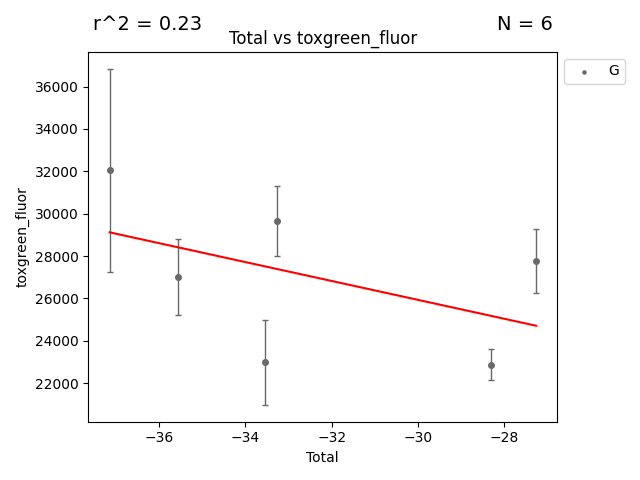 r^2 = 0.23
N = 6
Total vs toxgreen_fluor
G
toxgreen_fluor
36000
34000
32000
30000
28000
26000
24000
22000
−36
−34
−32
−30
−28
Total